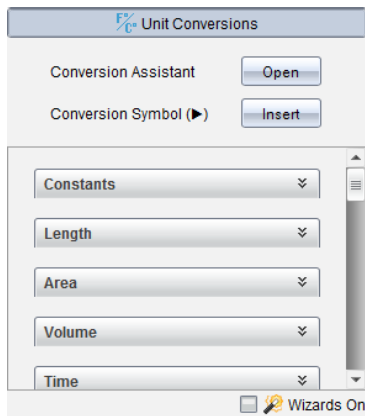 F°/C° Unit Conversions
Conversion Assistant Open
Conversion Symbol (▶) Insert
Constants
Length
Area
Volume
Time
Wizards On